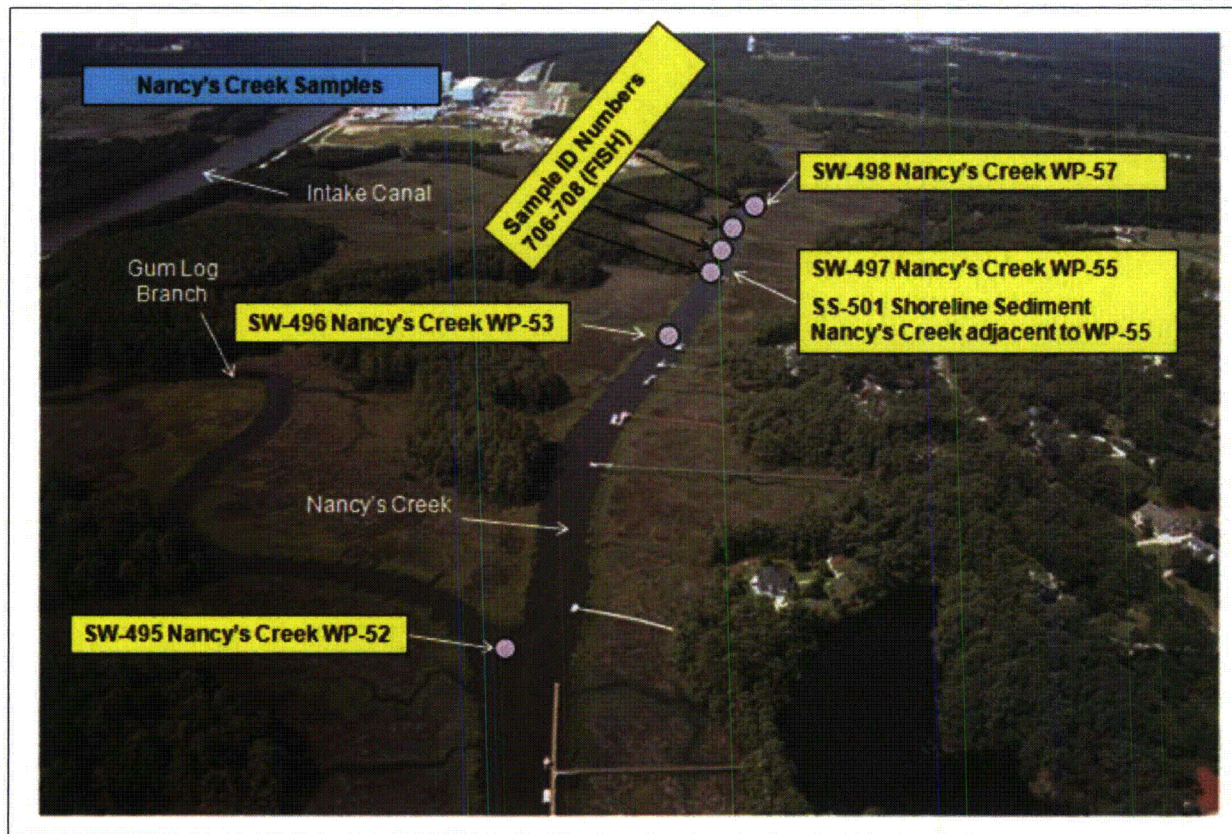 Nancy's Creek Samples
Sample ID Numbers
706-708 (FISH)
SW-498 Nancy's Creek WP-57
Intake Canal
Gum Log
Branch
SW-497 Nancy's Creek WP-55
SS-501 Shoreline Sediment
Nancy's Creek adjacent to WP-55
SW-496 Nancy's Creek WP-53
Nancy's Creek
SW-495 Nancy's Creek WP-52